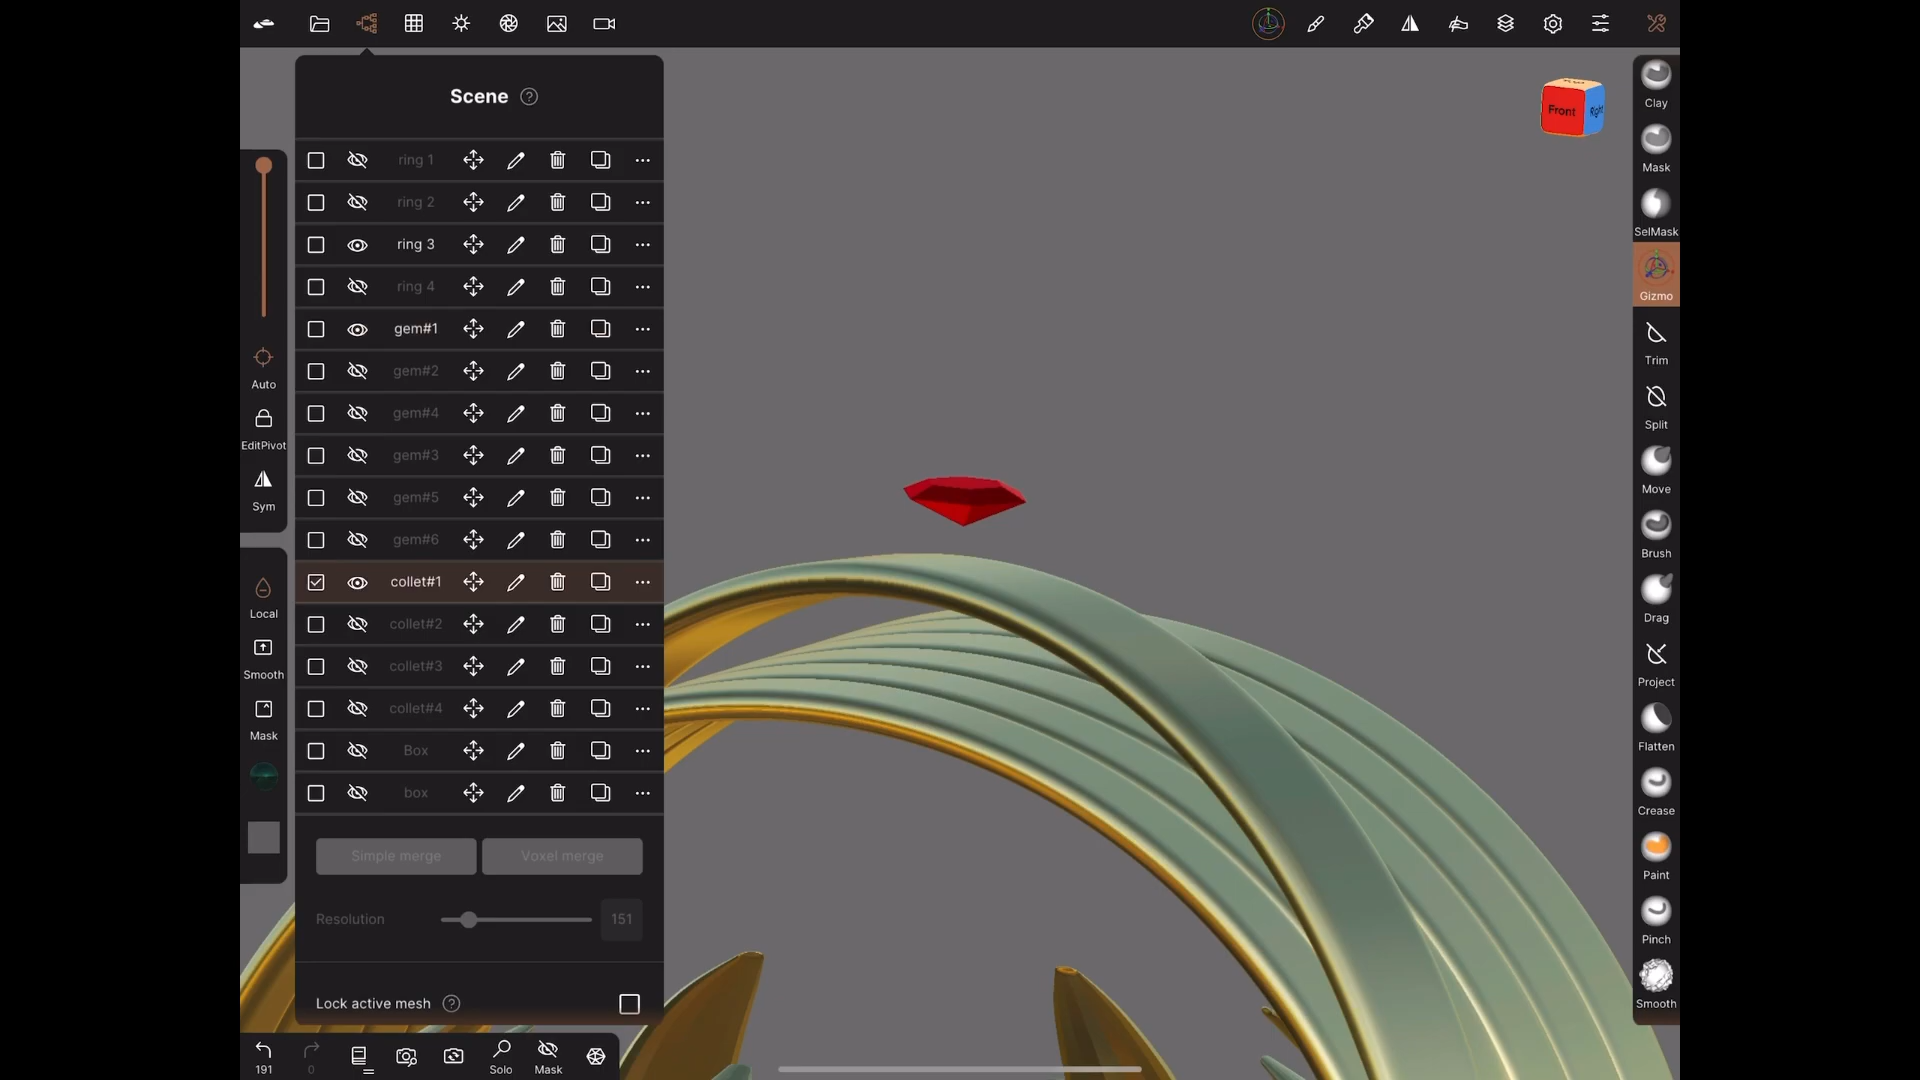 Scene
ring 1
ring 2
ring 3
ring 4
gem#1
gem#2
gem#4
gem#3
gem#5
gem#6
collet#1
collet#2
collet#3
collet#4
Box
box
Simple merge Voxel merge
Resolution 151
Lock active mesh
Auto
EditPivot
Sym
Local
Smooth
Mask
191
0
Solo
Mask
Front
Right
Clay
Mask
SelMask
Gizmo
Trim
Split
Move
Brush
Drag
Project
Flatten
Crease
Paint
Pinch
Smooth